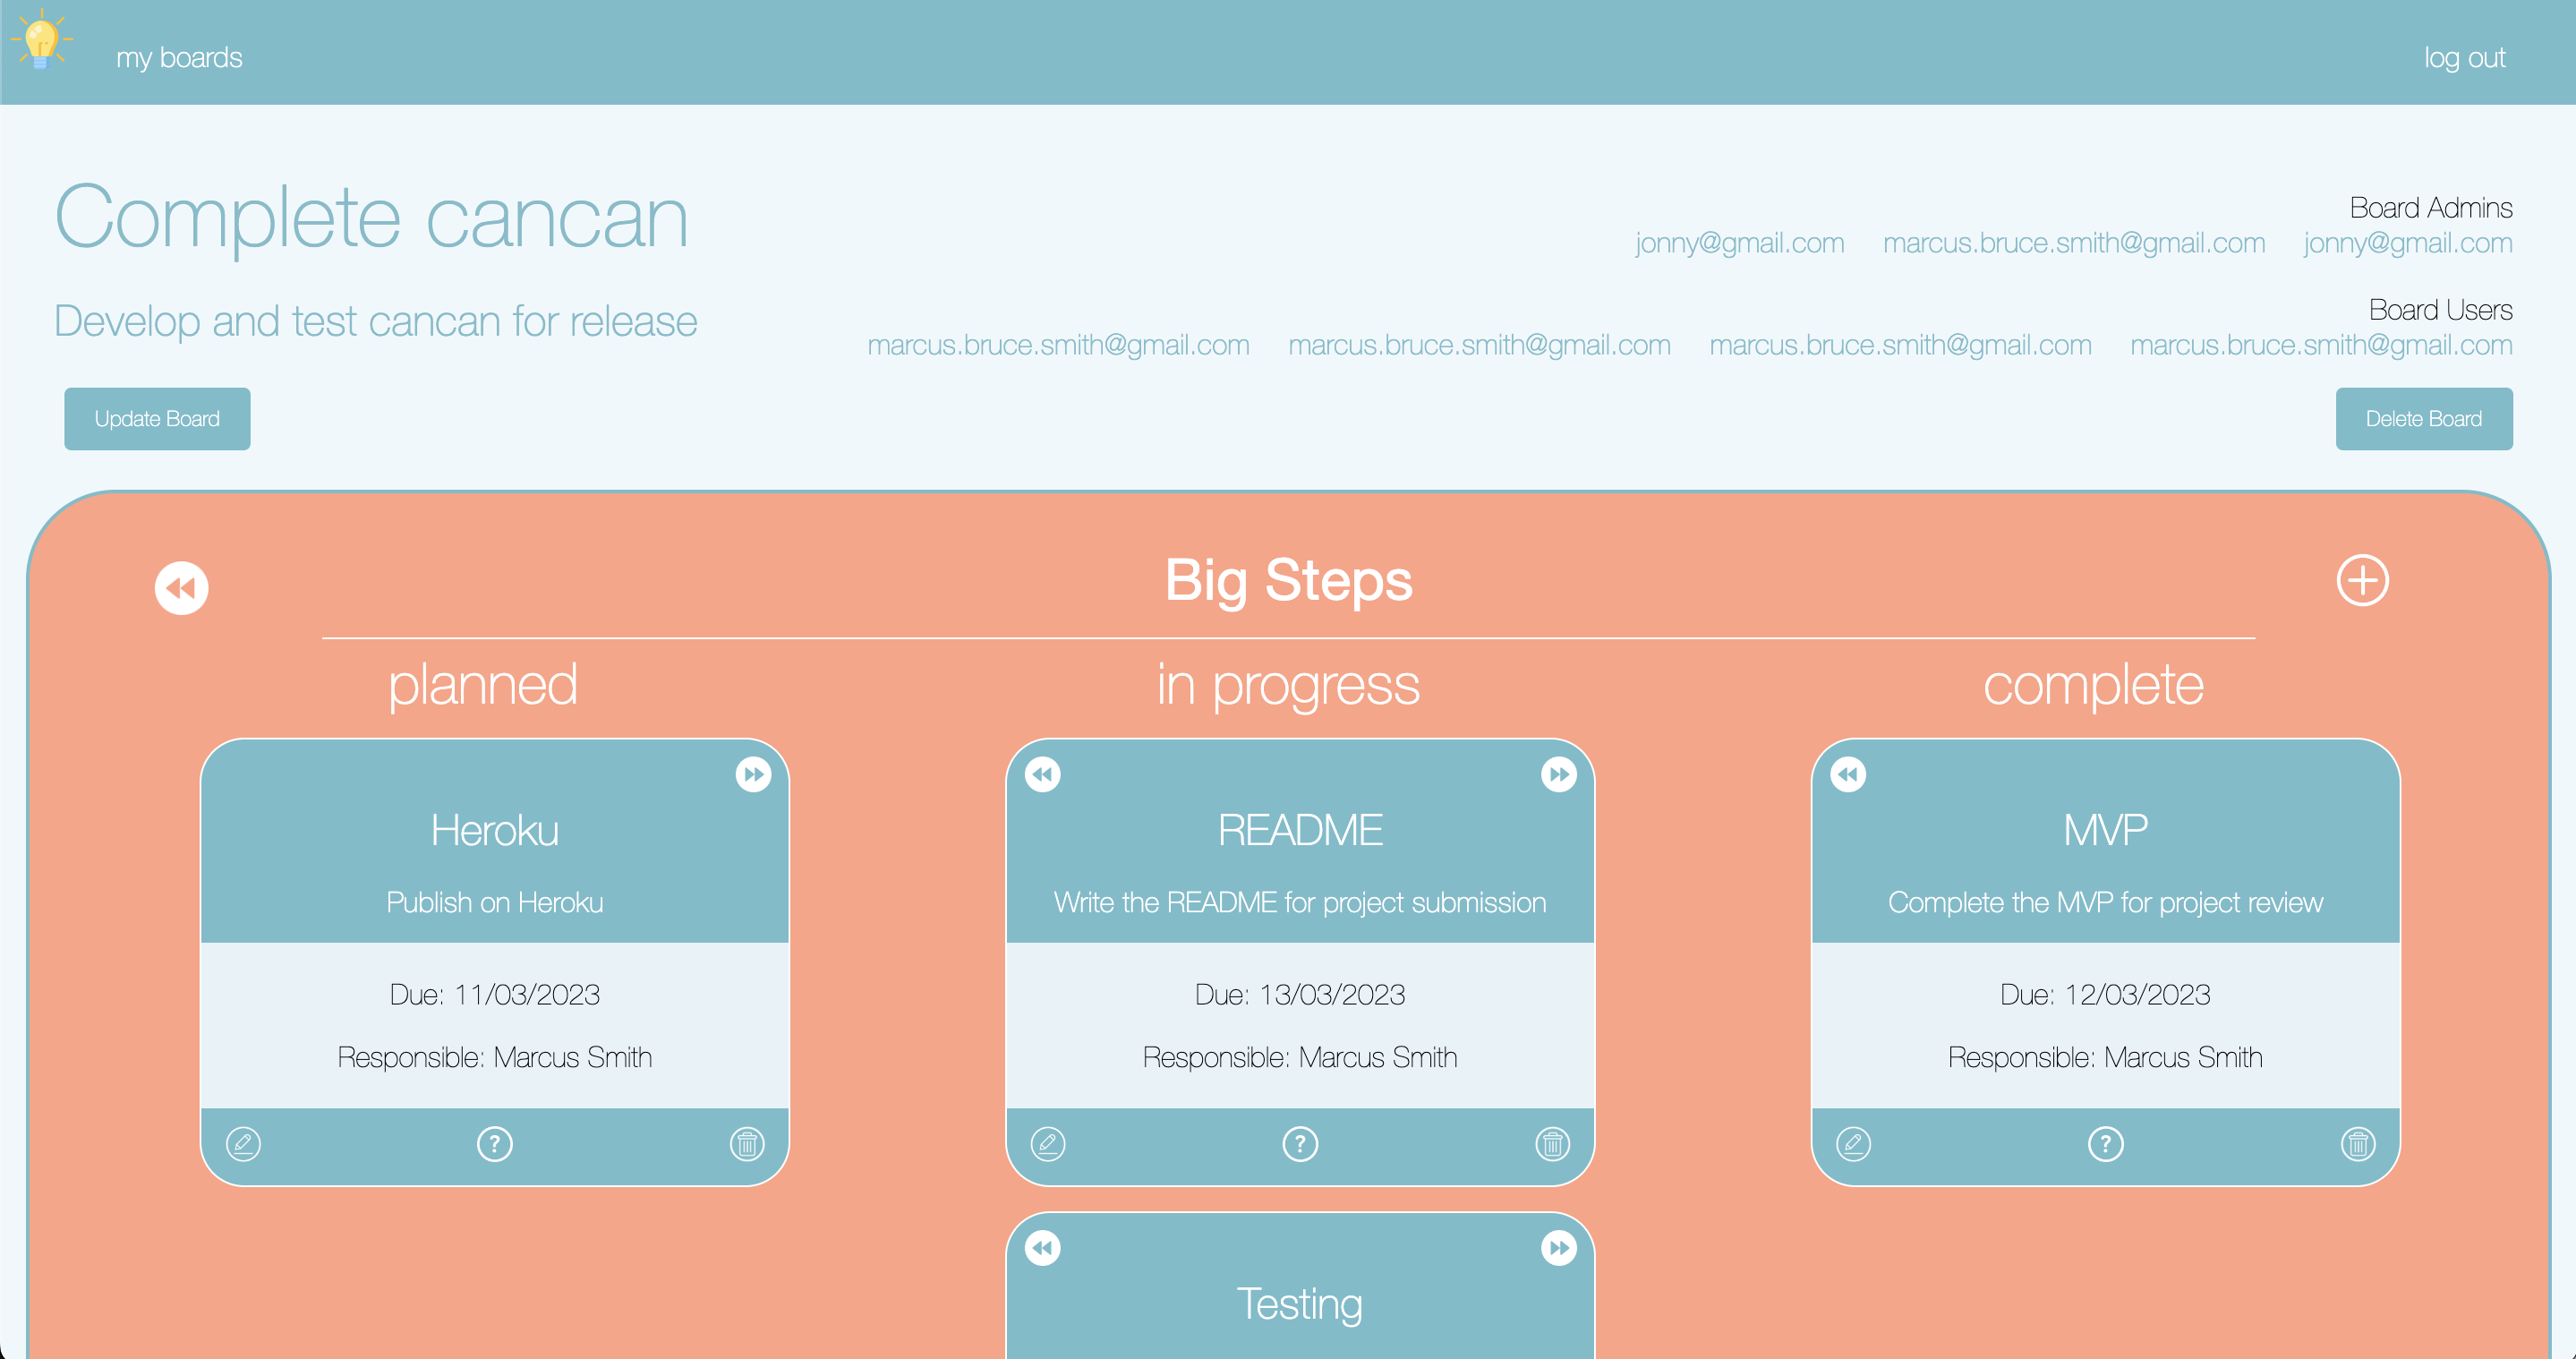 my boards
log out
Complete cancan
Develop and test cancan for release
Board Admins
jonny@gmail.com marcus.bruce.smith@gmail.com jonny@gmail.com
Board Users
marcus.bruce.smith@gmail.com marcus.bruce.smith@gmail.com marcus.bruce.smith@gmail.com marcus.bruce.smith@gmail.com
Update Board
Delete Board
Big Steps
planned
Heroku
Publish on Heroku
Due: 11/03/2023
Responsible: Marcus Smith
?
in progress
README
Write the README for project submission
Due: 13/03/2023
Responsible: Marcus Smith
?
Testing
complete
MVP
Complete the MVP for project review
Due: 12/03/2023
Responsible: Marcus Smith
?